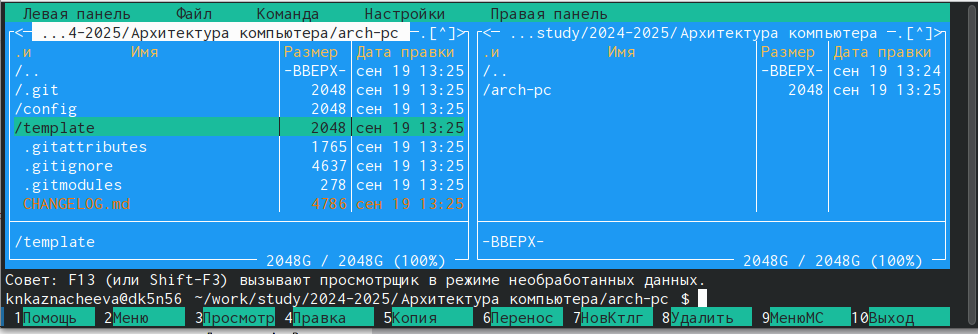 Левая панель Файл Команда Настройки Правая панель
<─ ...4-2025/Архитектура компьютера/arch-pc ─.[^]>
.и Имя Размер Дата правки
/.. -ВВЕРХ- сен 19 13:25
/.git 2048 сен 19 13:25
/config 2048 сен 19 13:25
/template 2048 сен 19 13:25
.gitattributes 1765 сен 19 13:25
.gitignore 4637 сен 19 13:25
.gitmodules 278 сен 19 13:25
CHANGELOG.md 4786 сен 19 13:25
/template
2048G / 2048G (100%)
<─ ...study/2024-2025/Архитектура компьютера ─.[^]>
.и Имя Размер Дата правки
/.. -ВВЕРХ- сен 19 13:24
/arch-pc 2048 сен 19 13:25
-ВВЕРХ-
2048G / 2048G (100%)
Совет: F13 (или Shift-F3) вызывают просмотрщик в режиме необработанных данных.
knkaznacheeva@dk5n56 ~/work/study/2024-2025/Архитектура компьютера/arch-pc $
1Помощь 2Меню 3Просмотр 4Правка 5Копия 6Перенос 7НовКтлг 8Удалить 9МенюМС 10Выход